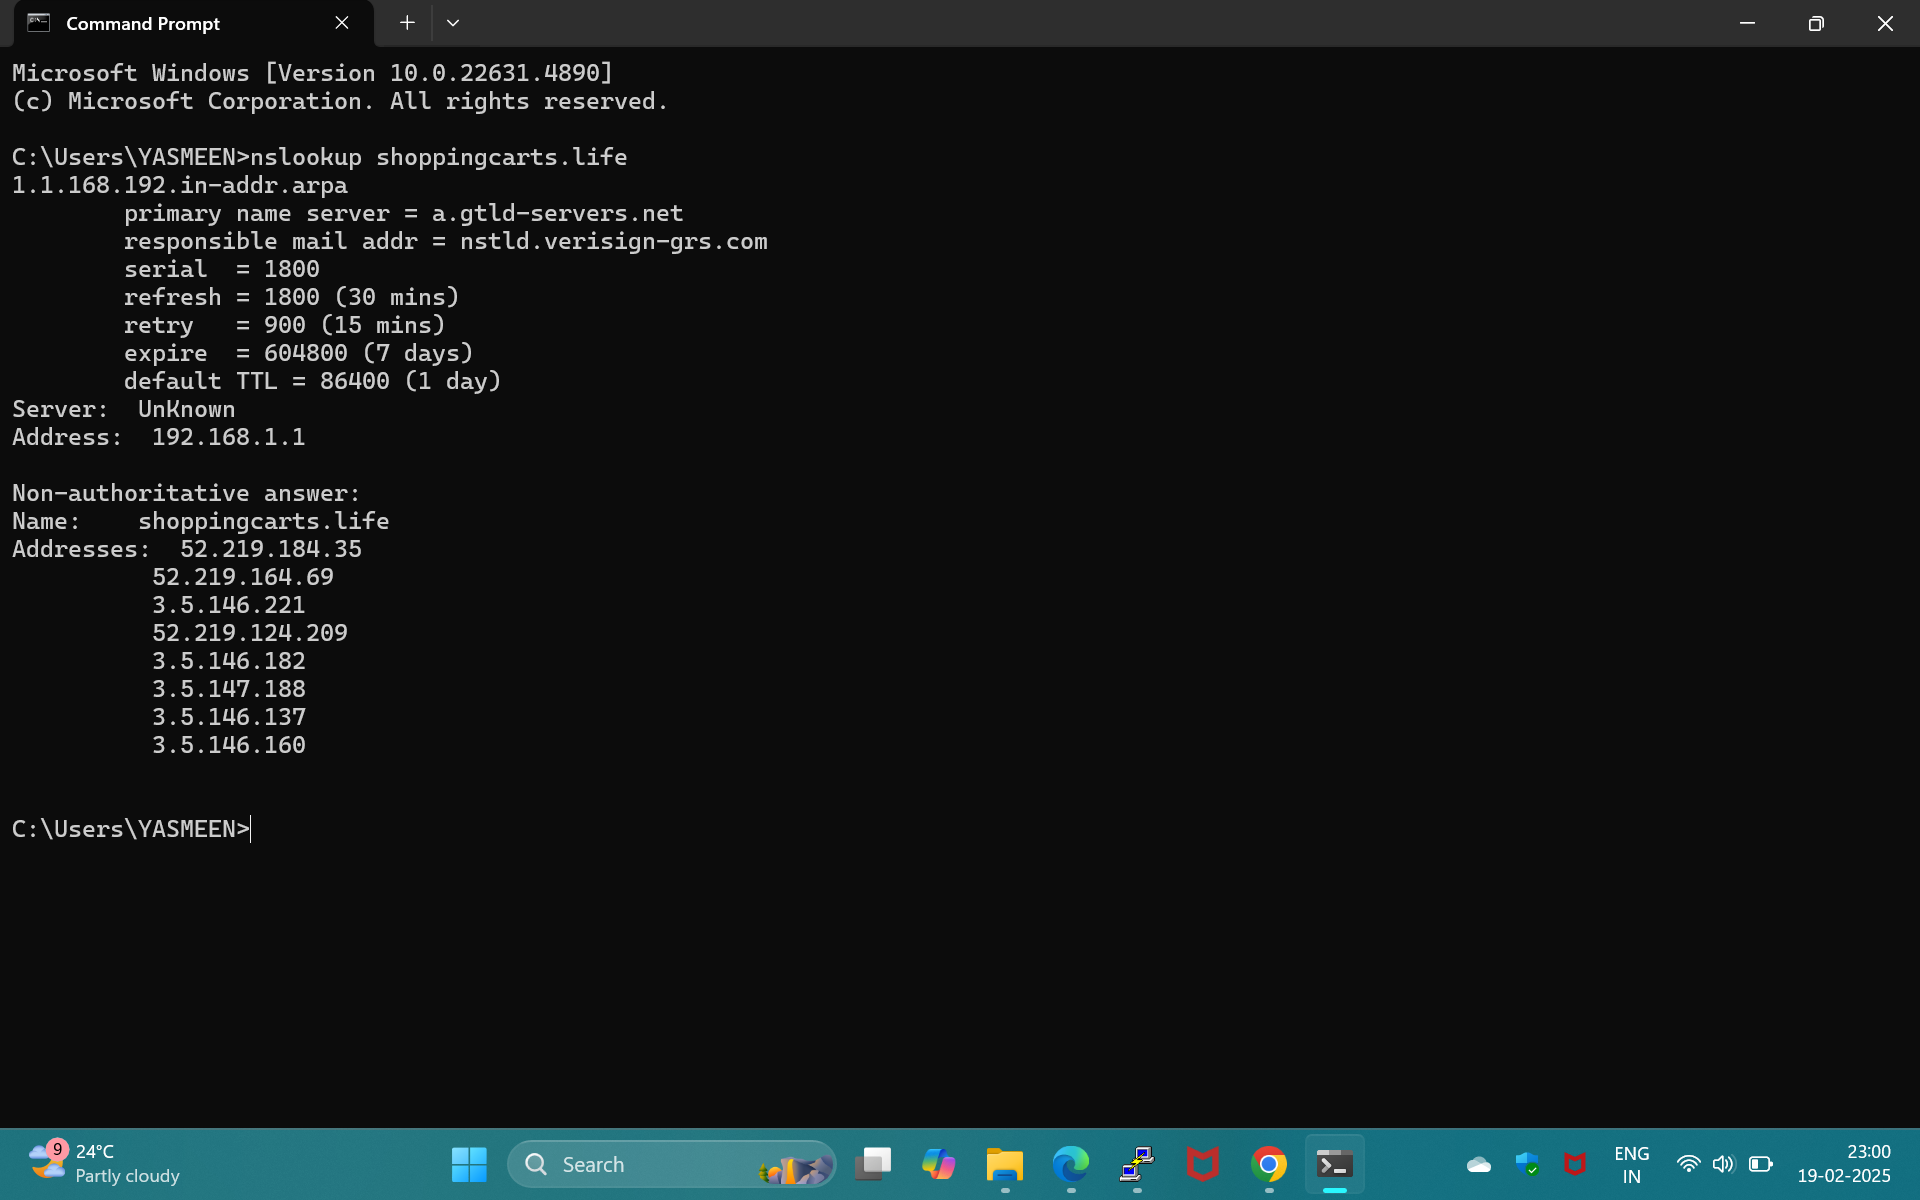 Command Prompt
Microsoft Windows [Version 10.0.22631.4890]
(c) Microsoft Corporation. All rights reserved.
C:\Users\YASMEEN>nslookup shoppingcarts.life
1.1.168.192.in-addr.arpa
primary name server = a.gtld-servers.net
responsible mail addr = nstld.verisign-grs.com
serial  = 1800
refresh = 1800 (30 mins)
retry   = 900 (15 mins)
expire  = 604800 (7 days)
default TTL = 86400 (1 day)
Server:  UnKnown
Address:  192.168.1.1
Non-authoritative answer:
Name:    shoppingcarts.life
Addresses:  52.219.184.35
52.219.164.69
3.5.146.221
52.219.124.209
3.5.146.182
3.5.147.188
3.5.146.137
3.5.146.160
C:\Users\YASMEEN>
9
24°C
Partly cloudy
Search
ENG
IN
23:00
19-02-2025